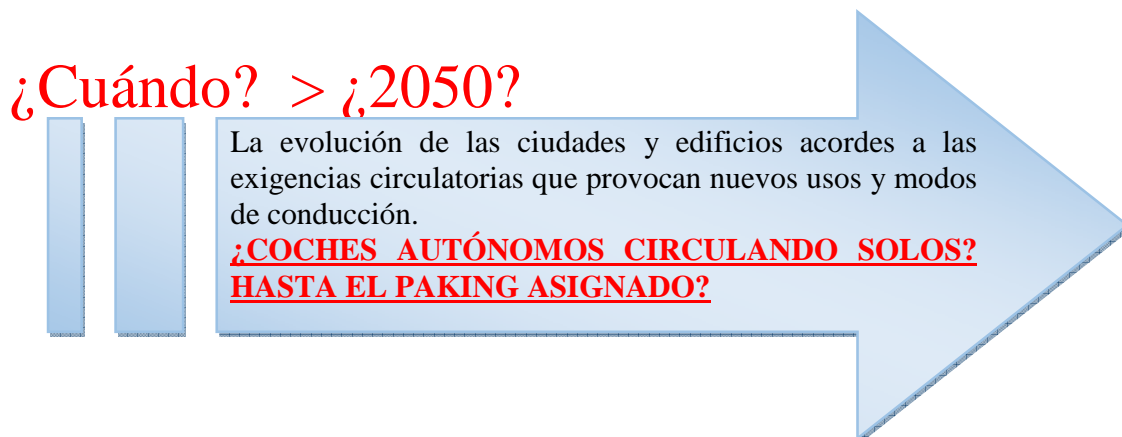 ¿Cuándo? > ¿2050?
La evolución de las ciudades y edificios acordes a las
exigencias circulatorias que provocan nuevos usos y modos
de conducción.
¿COCHES AUTÓNOMOS CIRCULANDO SOLOS?
HASTA EL PAKING ASIGNADO?